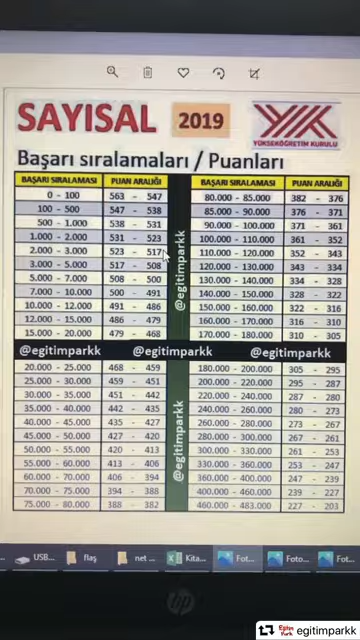 SAYISAL 2019
YÜKSEKÖĞRETİM KURULU
Başarı sıralamaları / Puanları
BAŞARI SIRALAMASI PUAN ARALIĞI BAŞARI SIRALAMASI PUAN ARALIĞI
0 - 100 563 - 547 80.000 - 85.000 382 - 376
100 - 500 547 - 538 85.000 - 90.000 376 - 371
500 - 1.000 538 - 531 90.000 - 100.000 371 - 361
1.000 - 2.000 531 - 523 100.000 - 110.000 361 - 352
2.000 - 3.000 523 - 517 110.000 - 120.000 352 - 343
3.000 - 5.000 517 - 508 120.000 - 130.000 343 - 334
5.000 - 7.000 508 - 500 130.000 - 140.000 334 - 328
7.000 - 10.000 500 - 491 140.000 - 150.000 328 - 322
10.000 - 12.000 491 - 486 150.000 - 160.000 322 - 316
12.000 - 15.000 486 - 479 160.000 - 170.000 316 - 310
15.000 - 20.000 479 - 468 170.000 - 180.000 310 - 305
@egitimparkk
@egitimparkk @egitimparkk @egitimparkk
20.000 - 25.000 468 - 459 180.000 - 200.000 305 - 295
25.000 - 30.000 459 - 451 200.000 - 220.000 295 - 287
30.000 - 35.000 451 - 442 220.000 - 240.000 287 - 280
35.000 - 40.000 442 - 435 240.000 - 260.000 280 - 273
40.000 - 45.000 435 - 427 260.000 - 280.000 273 - 267
45.000 - 50.000 427 - 420 280.000 - 300.000 267 - 261
50.000 - 55.000 420 - 413 300.000 - 330.000 261 - 253
55.000 - 60.000 413 - 406 330.000 - 360.000 253 - 247
60.000 - 70.000 406 - 394 360.000 - 400.000 247 - 239
70.000 - 75.000 394 - 388 400.000 - 460.000 239 - 227
75.000 - 80.000 388 - 382 460.000 - 483.000 227 - 203
@egitimparkk
USB... Baş net ... Kita... Fot... Foto... Fot...
hp
egitimparkk